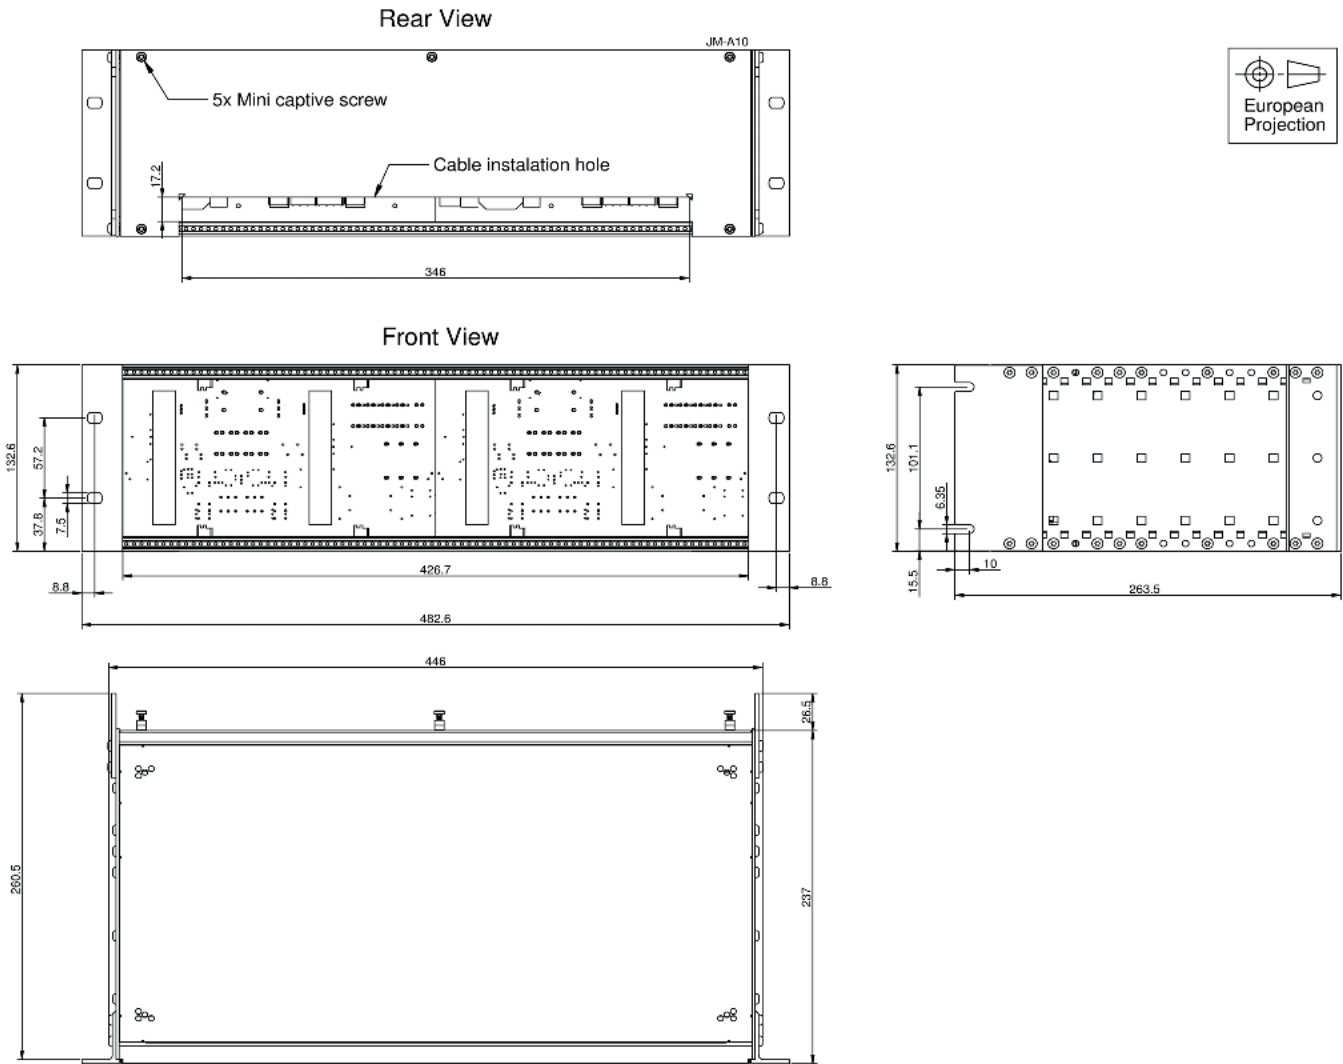 Rear View
JM-A10
5x Mini captive screw
European
Projection
Cable instalation hole
17.2
346
Front View
132.6
57.2
37.8
7.5
426.7
8.8
8.8
482.6
132.6
101.1
6.35
15.5
10
263.5
446
26.5
260.5
237